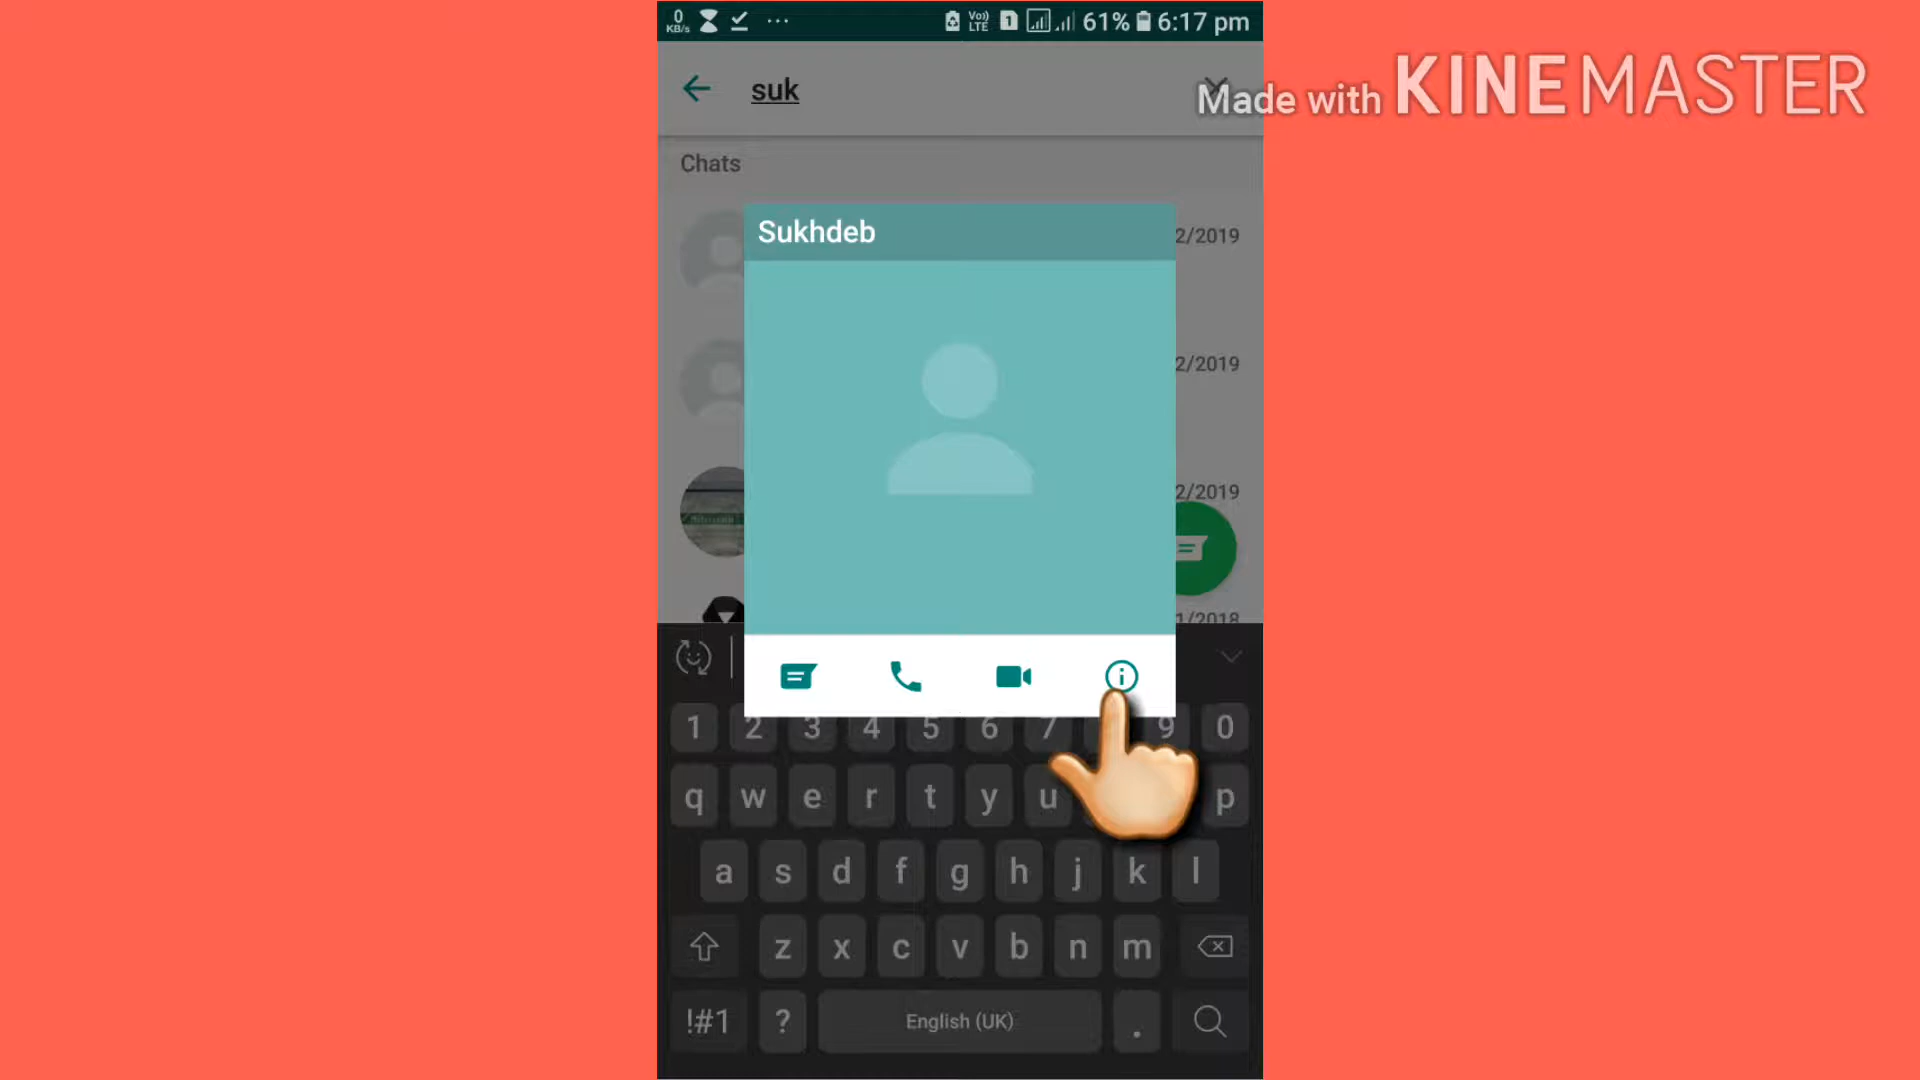 0 KB/s ... Vo) LTE 1 61% 6:17 pm
suk
Made with KINEMASTER
Chats
Sukhdeb
2/2019
2/2019
2/2019
1/2018
1 2 3 4 5 6 7 9 0
q w e r t y u p
a s d f g h j k l
z x c v b n m
!#1 ? English (UK) .